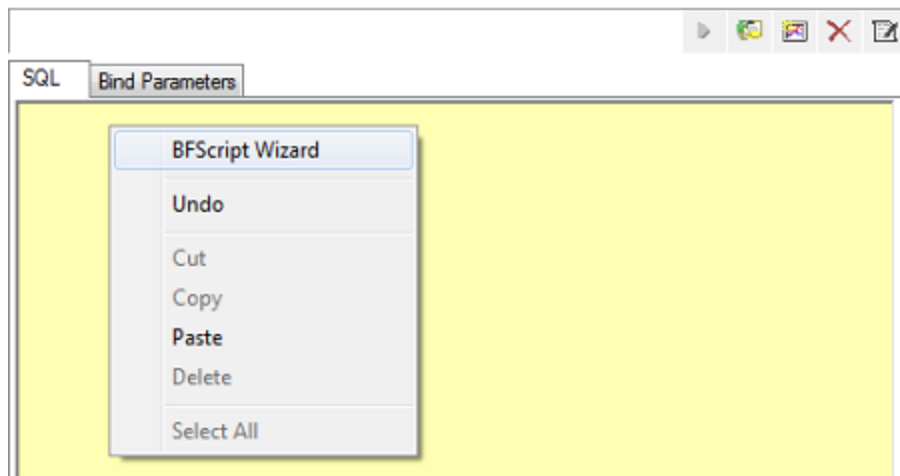 SQL Bind Parameters
BFScript Wizard
Undo
Cut
Copy
Paste
Delete
Select All